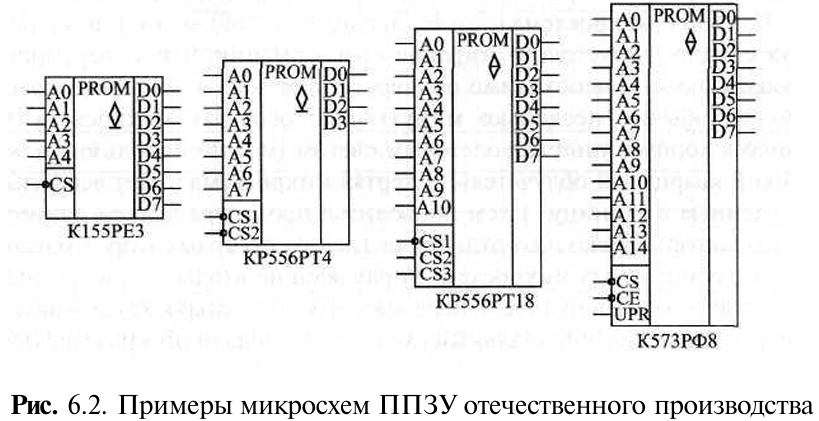 A0
A1
A2
A3
A4
CS
PROM
D0
D1
D2
D3
D4
D5
D6
D7
К155РЕ3
A0
A1
A2
A3
A4
A5
A6
A7
CS1
CS2
PROM
D0
D1
D2
D3
КР556РТ4
A0
A1
A2
A3
A4
A5
A6
A7
A8
A9
A10
CS1
CS2
CS3
PROM
D0
D1
D2
D3
D4
D5
D6
D7
КР556РТ18
A0
A1
A2
A3
A4
A5
A6
A7
A8
A9
A10
A11
A12
A13
A14
CS
CE
UPR
PROM
D0
D1
D2
D3
D4
D5
D6
D7
К573РФ8
Рис. 6.2. Примеры микросхем ППЗУ отечественного производства